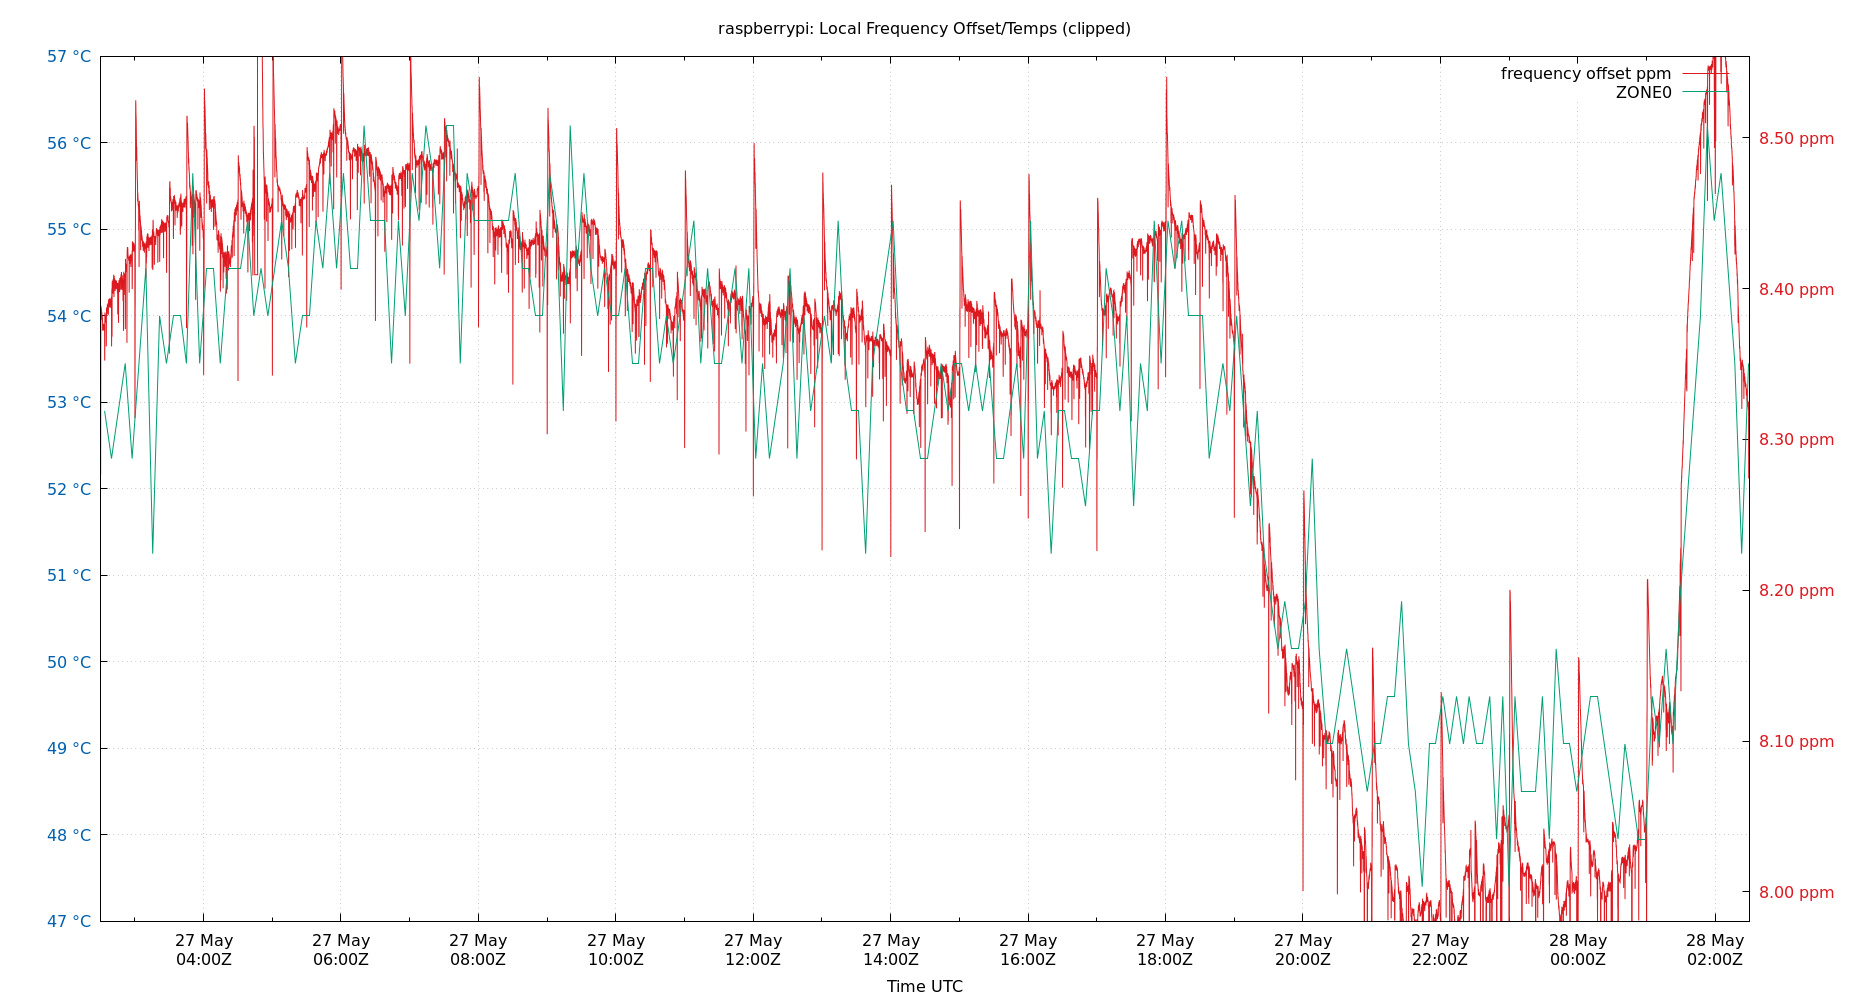 raspberrypi: Local Frequency Offset/Temps (clipped)
57 °C
56 °C
55 °C
54 °C
53 °C
52 °C
51 °C
50 °C
49 °C
48 °C
47 °C
frequency offset ppm
ZONE0
8.50 ppm
8.40 ppm
8.30 ppm
8.20 ppm
8.10 ppm
8.00 ppm
27 May 27 May 27 May 27 May 27 May 27 May 27 May 27 May 27 May 27 May 28 May 28 May
04:00Z 06:00Z 08:00Z 10:00Z 12:00Z 14:00Z 16:00Z 18:00Z 20:00Z 22:00Z 00:00Z 02:00Z
Time UTC